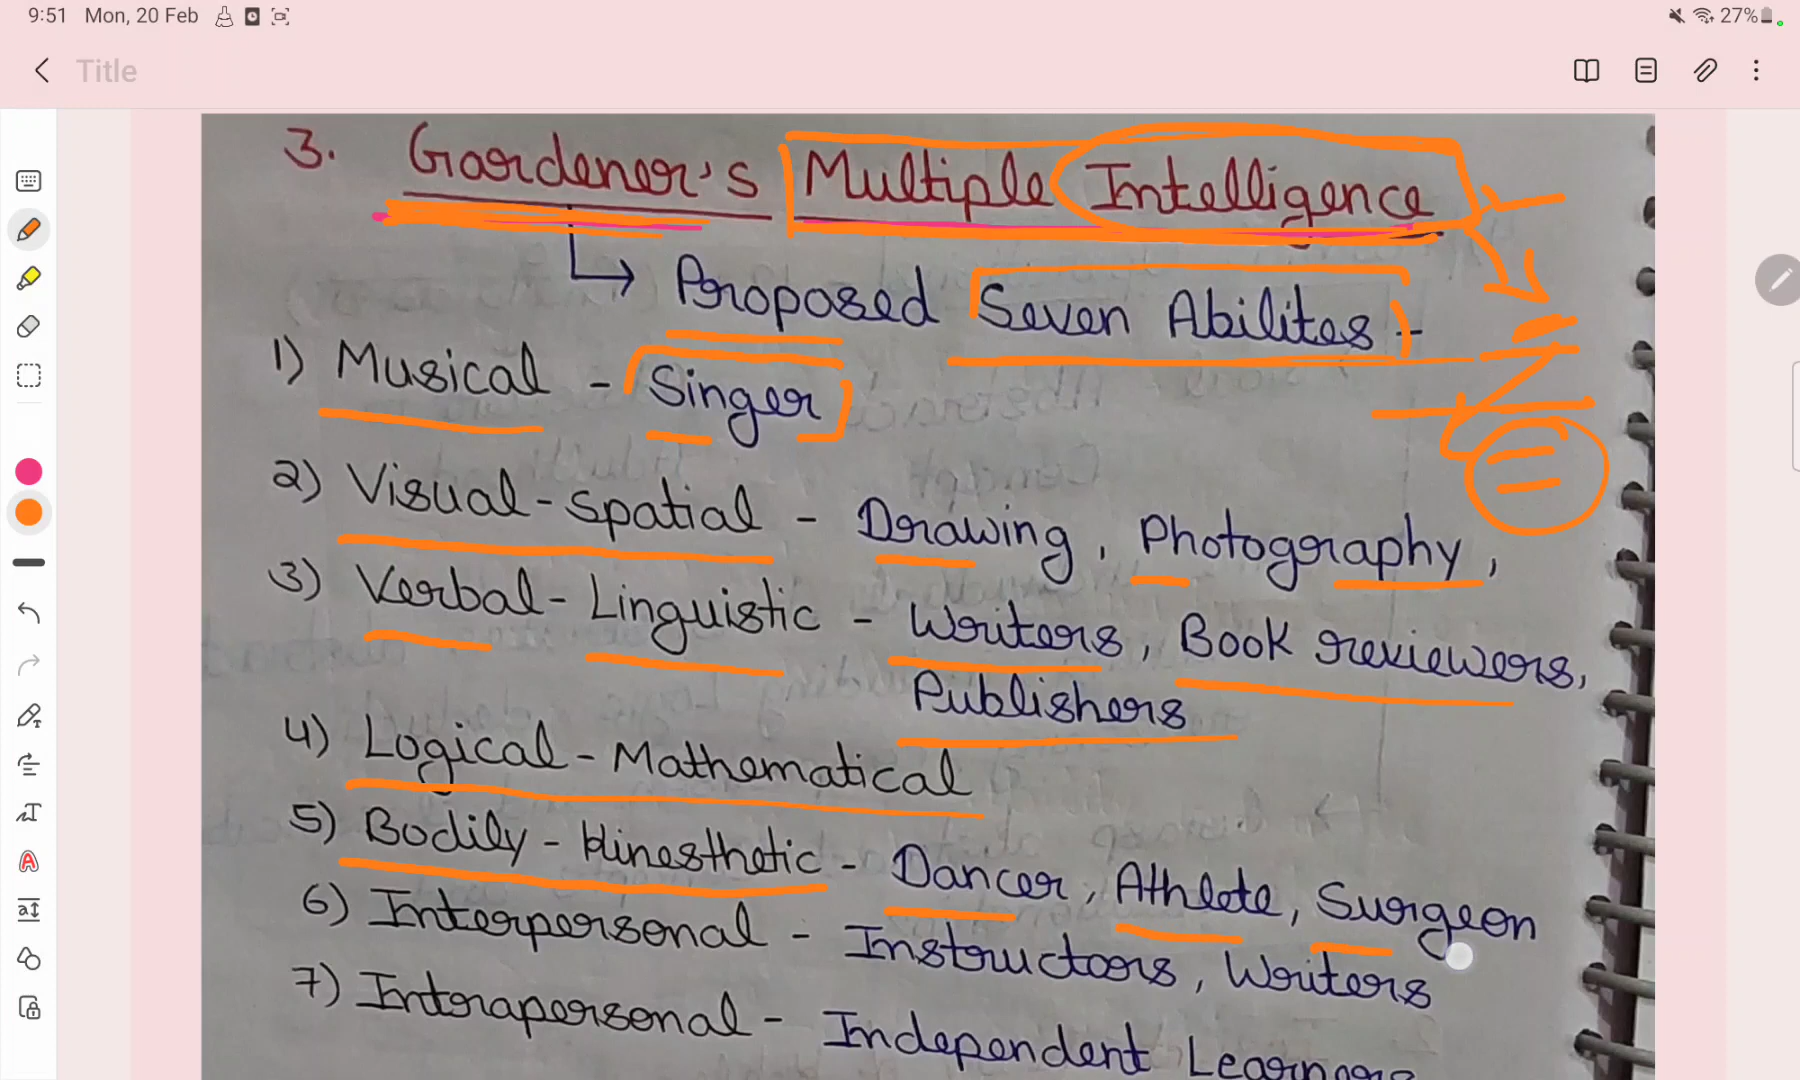 9:51 Mon, 20 Feb
27%
Title
3. Gardener's Multiple Intelligence
Proposed Seven Abilites -
1) Musical - Singer
2) Visual-spatial - Drawing, Photography,
3) Verbal-Linguistic - Writers, Book reviewers,
Publishers
4) Logical-Mathematical
5) Bodily-Kinesthetic - Dancer, Athlete, Surgeon
6) Interpersonal - Instructors, Writers
7) Intrapersonal - Independent Learners